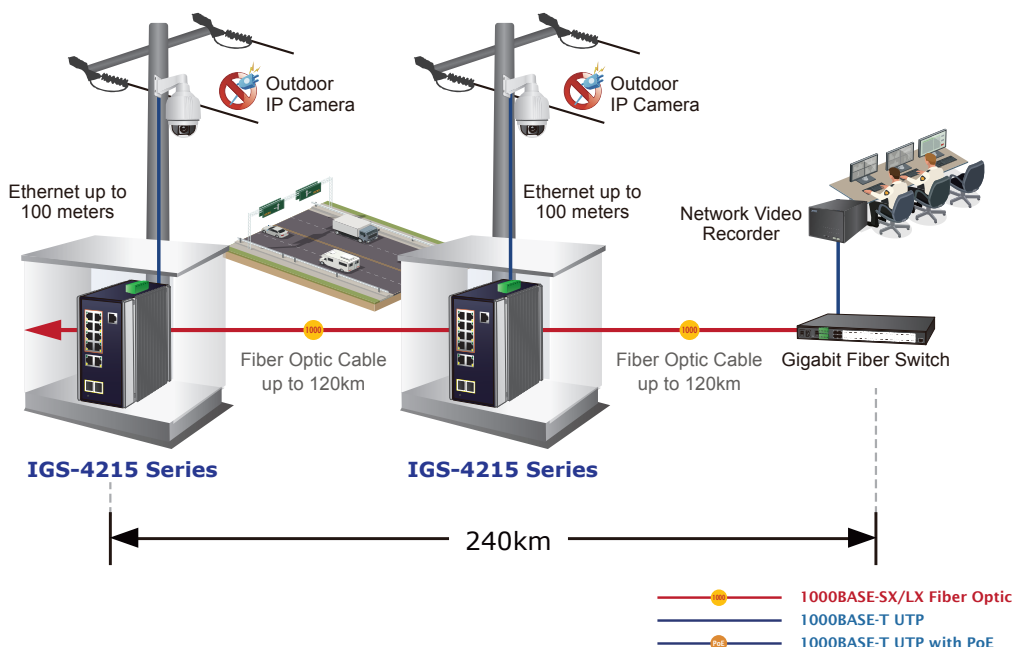 Outdoor
IP Camera
Outdoor
IP Camera
Ethernet up to
100 meters
Ethernet up to
100 meters
Network Video
Recorder
1000
1000
Fiber Optic Cable
up to 120km
Fiber Optic Cable
up to 120km
Gigabit Fiber Switch
IGS-4215 Series
IGS-4215 Series
240km
1000
1000BASE-SX/LX Fiber Optic
1000BASE-T UTP
PoE
1000BASE-T UTP with PoE